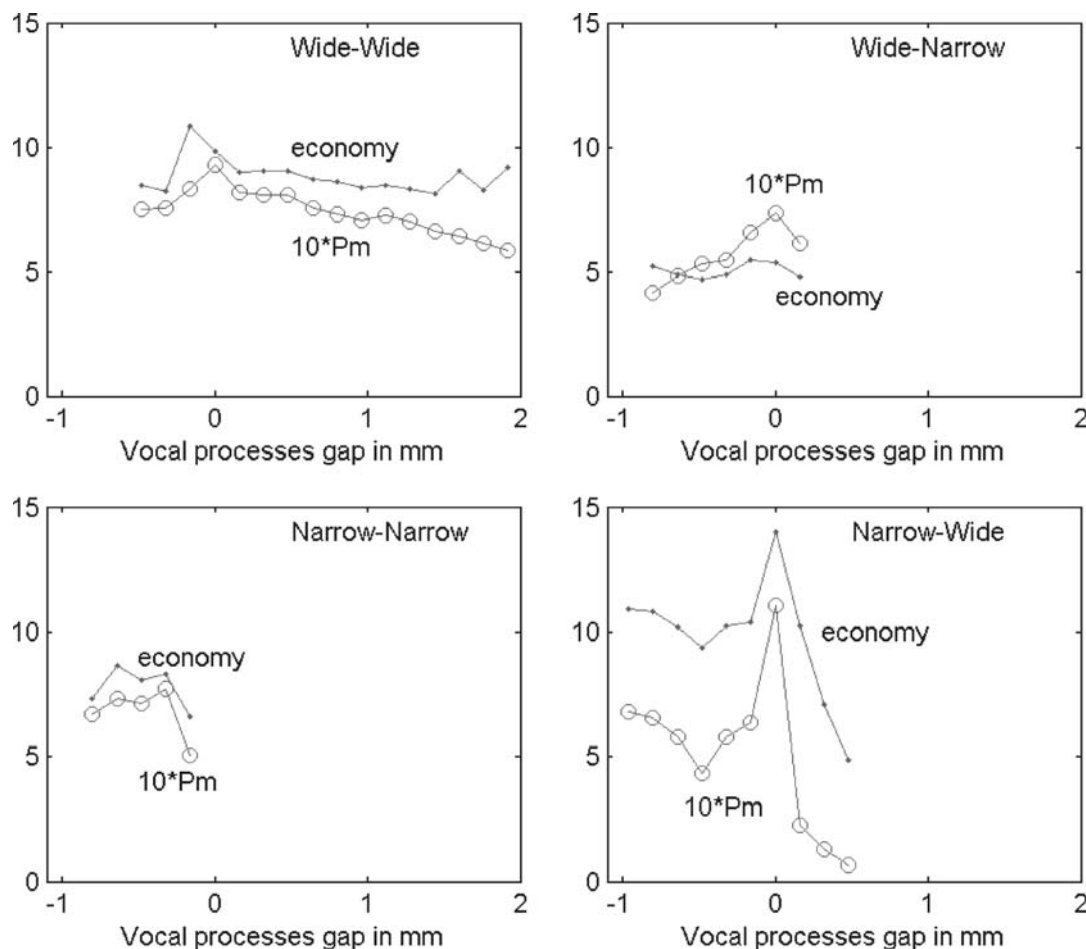 15
Wide-Wide
10
economy
5
10*Pm
0
-1 0 1 2
Vocal processes gap in mm
15
Wide-Narrow
10
10*Pm
5
economy
0
-1 0 1 2
Vocal processes gap in mm
15
Narrow-Narrow
10
economy
5
10*Pm
0
-1 0 1 2
Vocal processes gap in mm
15
Narrow-Wide
10
economy
5
10*Pm
0
-1 0 1 2
Vocal processes gap in mm